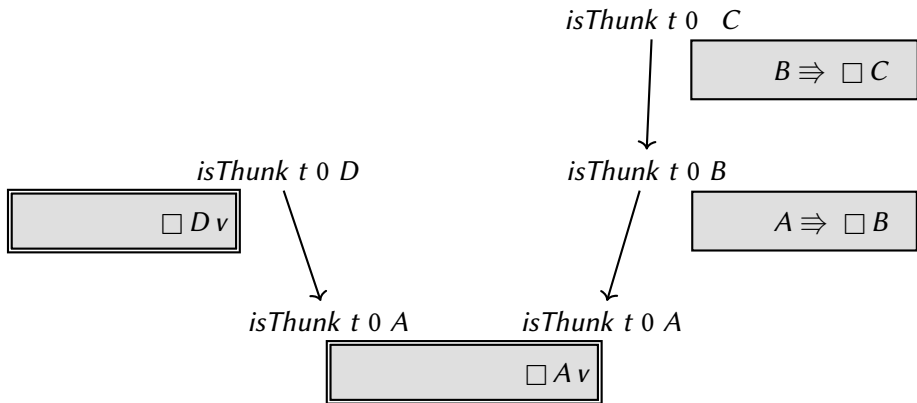 isThunk t 0 C
B ⇛ □ C
isThunk t 0 D
isThunk t 0 B
□ D v
A ⇛ □ B
isThunk t 0 A
isThunk t 0 A
□ A v